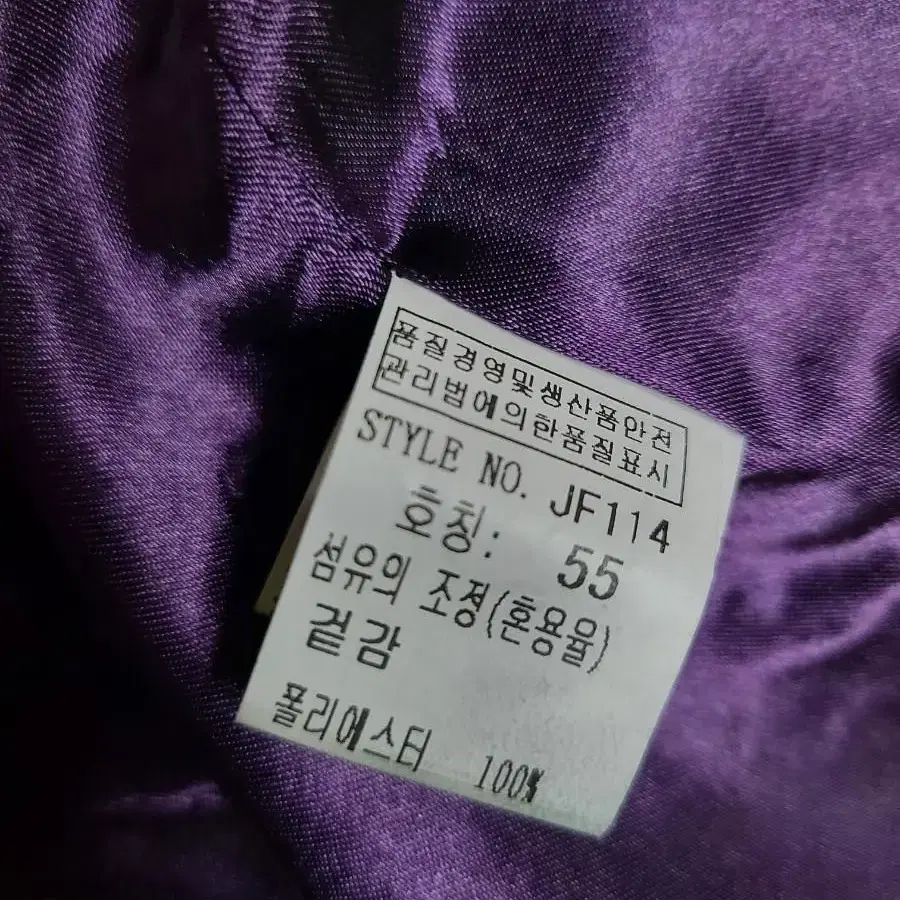 품질경영및생산품안전
관리법에의한품질표시
STYLE NO. JF114
호칭: 55
섬유의 조정(혼용율)
겉감
폴리에스터 100%